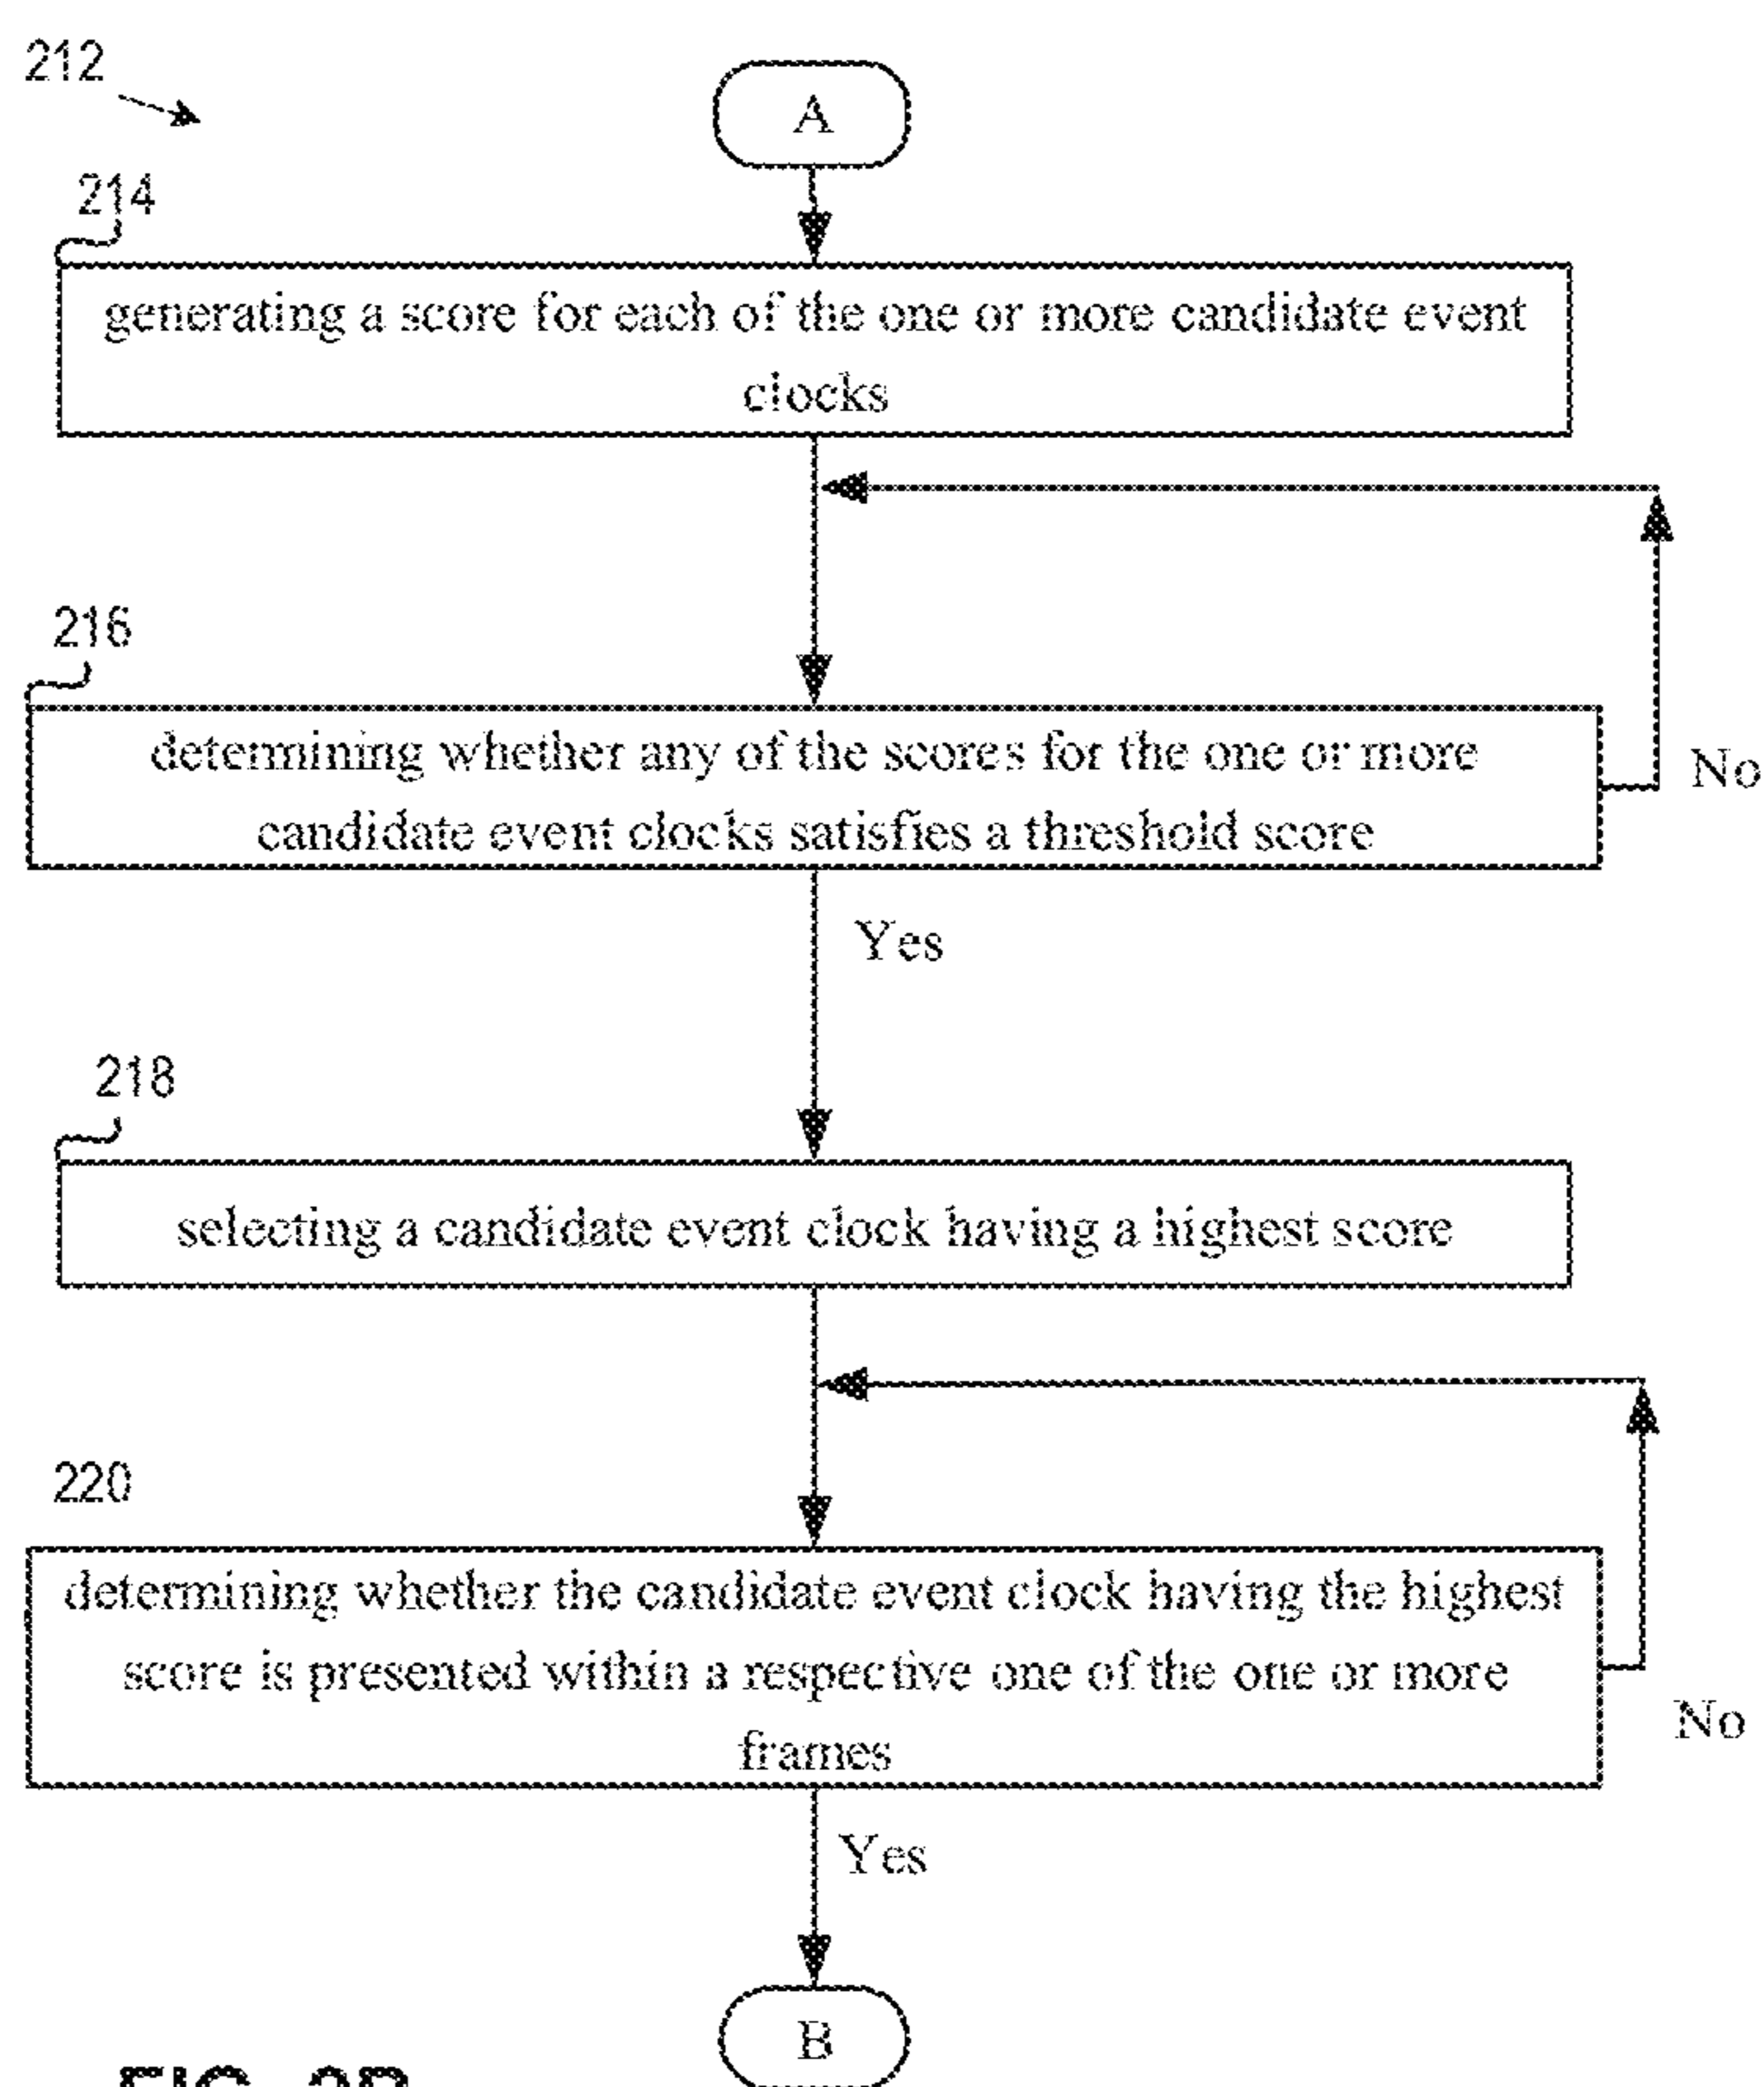 212
A
214
generating a score for each of the one or more candidate event
clocks
216
determining whether any of the scores for the one or more
candidate event clocks satisfies a threshold score
No
Yes
218
selecting a candidate event clock having a highest score
220
determining whether the candidate event clock having the highest
score is presented within a respective one of the one or more
frames
No
Yes
B